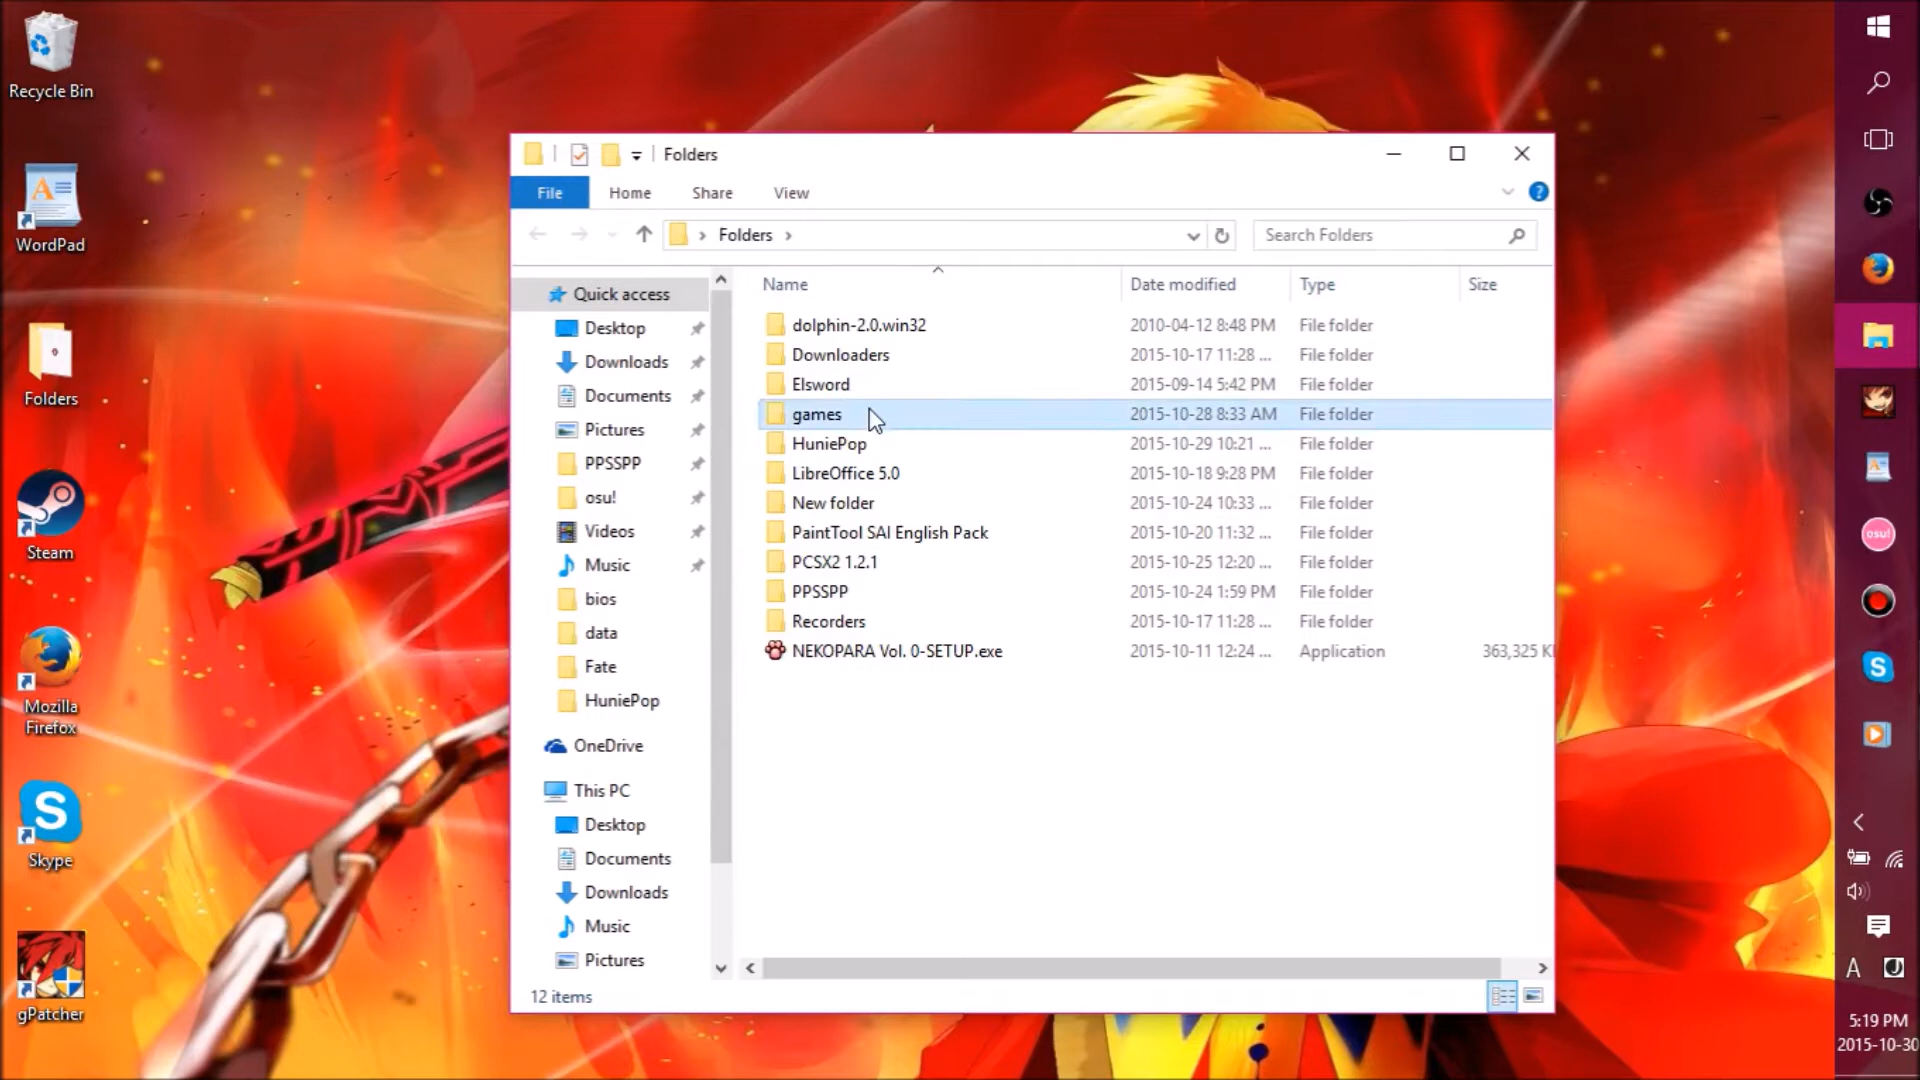 Recycle Bin
WordPad
Folders
Steam
Mozilla
Firefox
Skype
gPatcher
Folders
File Home Share View
Folders
Search Folders
Quick access
Desktop
Downloads
Documents
Pictures
PPSSPP
osu!
Videos
Music
bios
data
Fate
HuniePop
OneDrive
This PC
Desktop
Documents
Downloads
Music
Pictures
Name Date modified Type Size
dolphin-2.0.win32 2010-04-12 8:48 PM File folder
Downloaders 2015-10-17 11:28 ... File folder
Elsword 2015-09-14 5:42 PM File folder
games 2015-10-28 8:33 AM File folder
HuniePop 2015-10-29 10:21 ... File folder
LibreOffice 5.0 2015-10-18 9:28 PM File folder
New folder 2015-10-24 10:33 ... File folder
PaintTool SAI English Pack 2015-10-20 11:32 ... File folder
PCSX2 1.2.1 2015-10-25 12:20 ... File folder
PPSSPP 2015-10-24 1:59 PM File folder
Recorders 2015-10-17 11:28 ... File folder
NEKOPARA Vol. 0-SETUP.exe 2015-10-11 12:24 ... Application 363,325 K
12 items
osu!
A
5:19 PM
2015-10-30